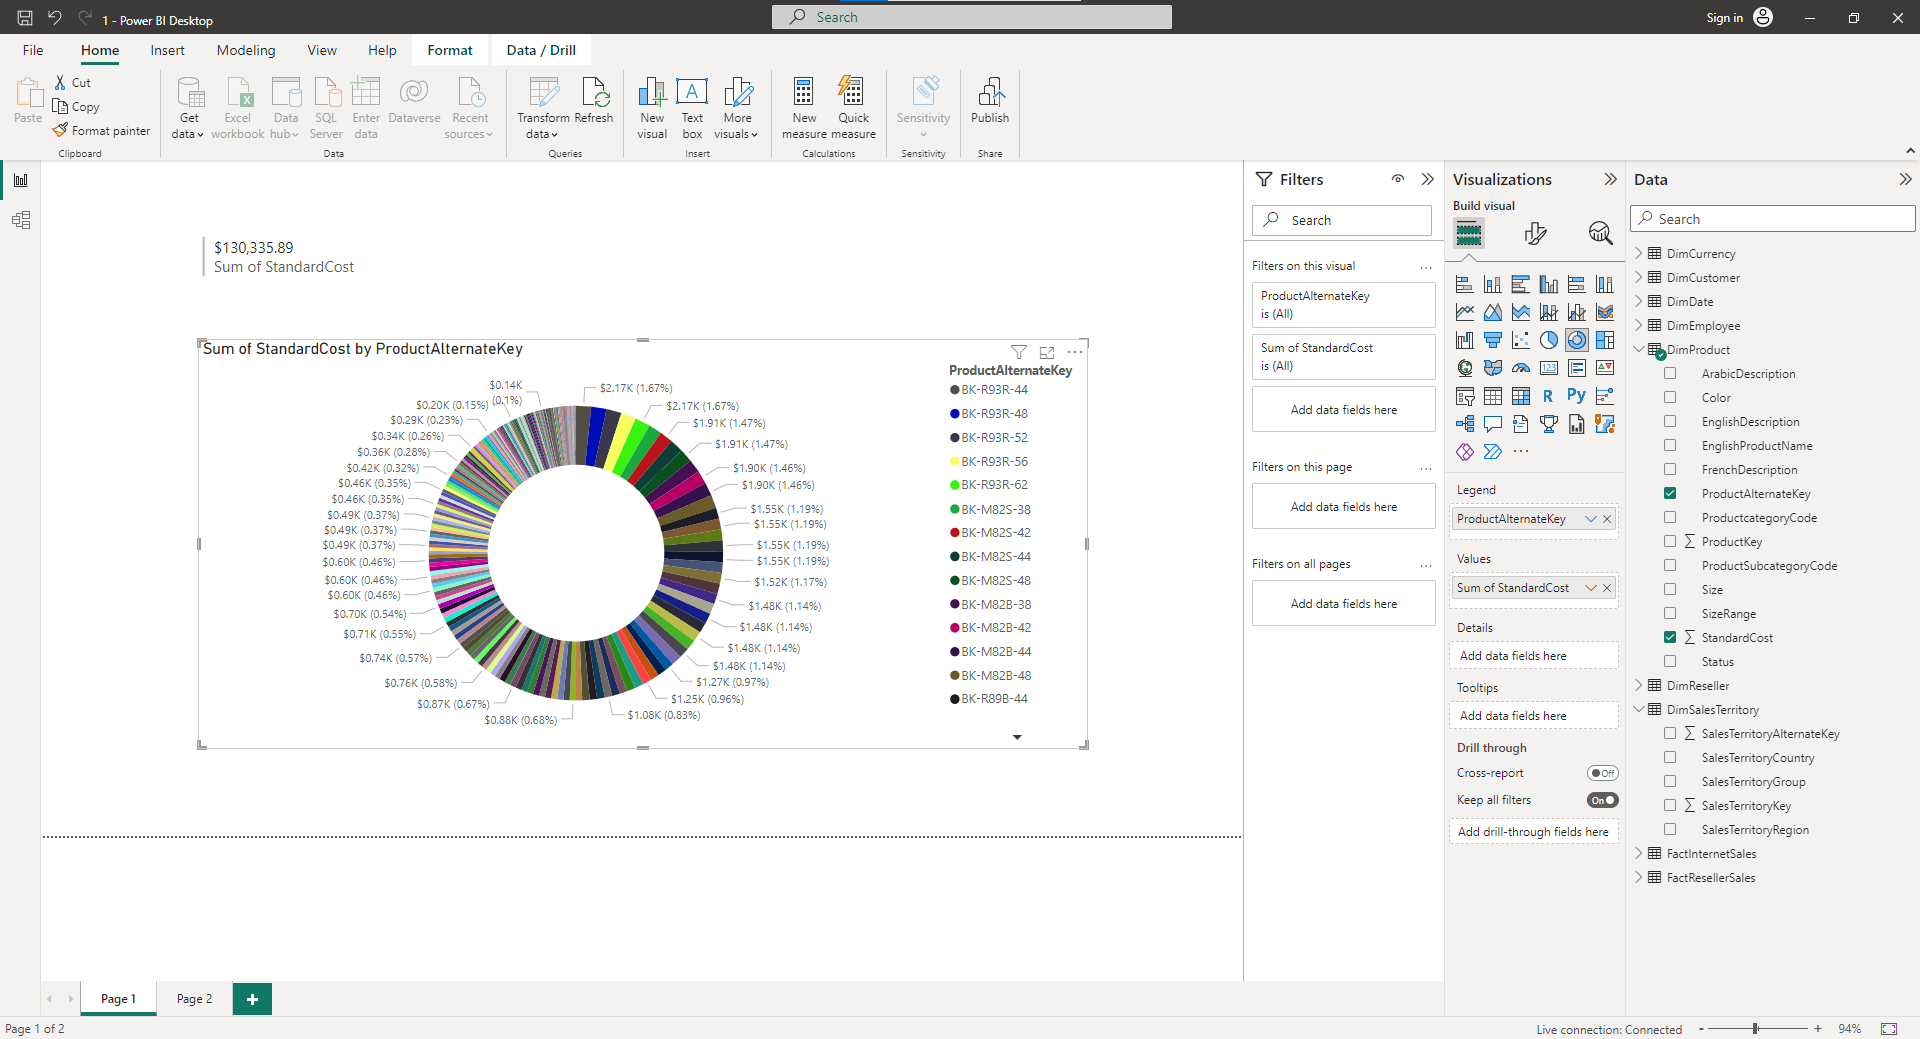 1 - Power BI Desktop
Search
Sign in
File
Home
Insert
Modeling
View
Help
Format
Data / Drill
Paste
Cut
Copy
Format painter
Clipboard
Get
data
Excel
workbook
Data
hub
SQL
Server
Enter
data
Dataverse
Recent
sources
Data
Transform
data
Refresh
Queries
New
visual
A
Text
box
More
visuals
Insert
New
measure
Quick
measure
Calculations
Sensitivity
Sensitivity
Publish
Share
$130,335.89
Sum of StandardCost
Sum of StandardCost by ProductAlternateKey
$0.14K
(0.1%)
$0.20K (0.15%)
$0.29K (0.23%)
$0.34K (0.26%)
$0.36K (0.28%)
$0.42K (0.32%)
$0.46K (0.35%)
$0.46K (0.35%)
$0.49K (0.37%)
$0.49K (0.37%)
$0.49K (0.37%)
$0.60K (0.46%)
$0.60K (0.46%)
$0.60K (0.46%)
$0.70K (0.54%)
$0.71K (0.55%)
$0.74K (0.57%)
$0.76K (0.58%)
$0.87K (0.67%)
$0.88K (0.68%)
$2.17K (1.67%)
$2.17K (1.67%)
$1.91K (1.47%)
$1.91K (1.47%)
$1.90K (1.46%)
$1.90K (1.46%)
$1.55K (1.19%)
$1.55K (1.19%)
$1.55K (1.19%)
$1.55K (1.19%)
$1.52K (1.17%)
$1.48K (1.14%)
$1.48K (1.14%)
$1.48K (1.14%)
$1.48K (1.14%)
$1.27K (0.97%)
$1.25K (0.96%)
$1.08K (0.83%)
ProductAlternateKey
BK-R93R-44
BK-R93R-48
BK-R93R-52
BK-R93R-56
BK-R93R-62
BK-M82S-38
BK-M82S-42
BK-M82S-44
BK-M82S-48
BK-M82B-38
BK-M82B-42
BK-M82B-44
BK-M82B-48
BK-R89B-44
Filters
Search
Filters on this visual
...
ProductAlternateKey
is (All)
Sum of StandardCost
is (All)
Add data fields here
Filters on this page
...
Add data fields here
Filters on all pages
...
Add data fields here
Visualizations
Build visual
123
R
Py
...
Legend
ProductAlternateKey
Values
Sum of StandardCost
Details
Add data fields here
Tooltips
Add data fields here
Drill through
Cross-report
Off
Keep all filters
On
Add drill-through fields here
Data
Search
DimCurrency
DimCustomer
DimDate
DimEmployee
DimProduct
ArabicDescription
Color
EnglishDescription
EnglishProductName
FrenchDescription
ProductAlternateKey
ProductcategoryCode
∑ ProductKey
ProductSubcategoryCode
Size
SizeRange
∑ StandardCost
Status
DimReseller
DimSalesTerritory
∑ SalesTerritoryAlternateKey
SalesTerritoryCountry
SalesTerritoryGroup
∑ SalesTerritoryKey
SalesTerritoryRegion
FactInternetSales
FactResellerSales
Page 1
Page 2
+
Page 1 of 2
Live connection: Connected
- + 94%